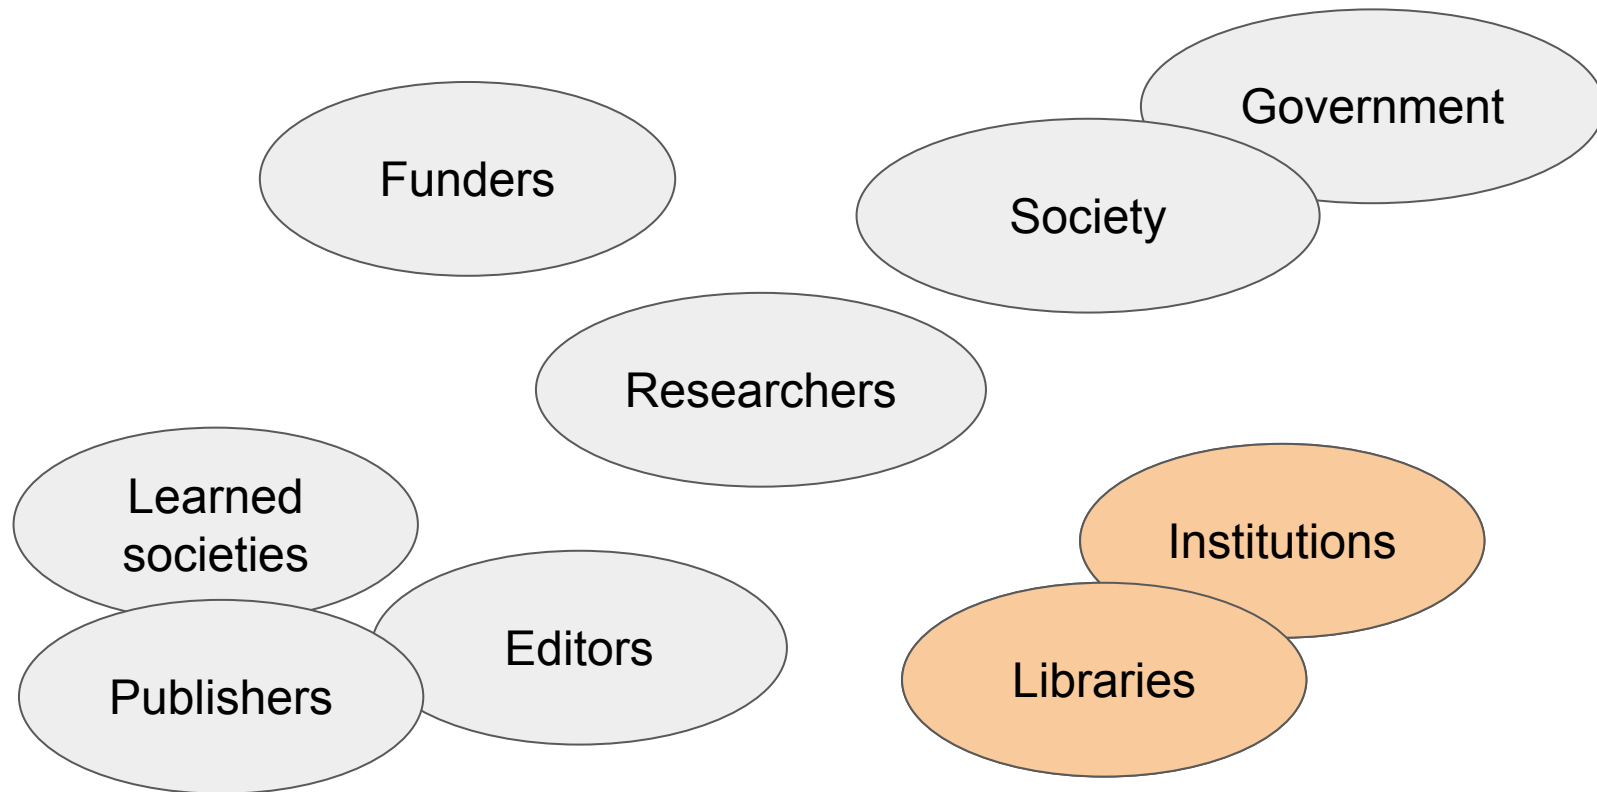 Government
Funders
Society
Researchers
Learned
societies
Institutions
Editors
Libraries
Publishers